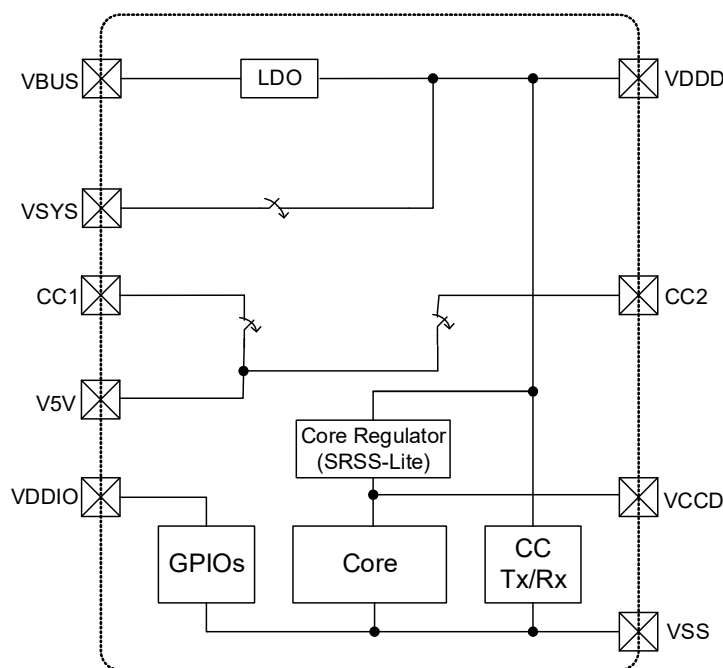 VBUS
LDO
VDDD
VSYS
CC1
CC2
V5V
Core Regulator
(SRSS-Lite)
VDDIO
VCCD
GPIOs
Core
CC
Tx/Rx
VSS